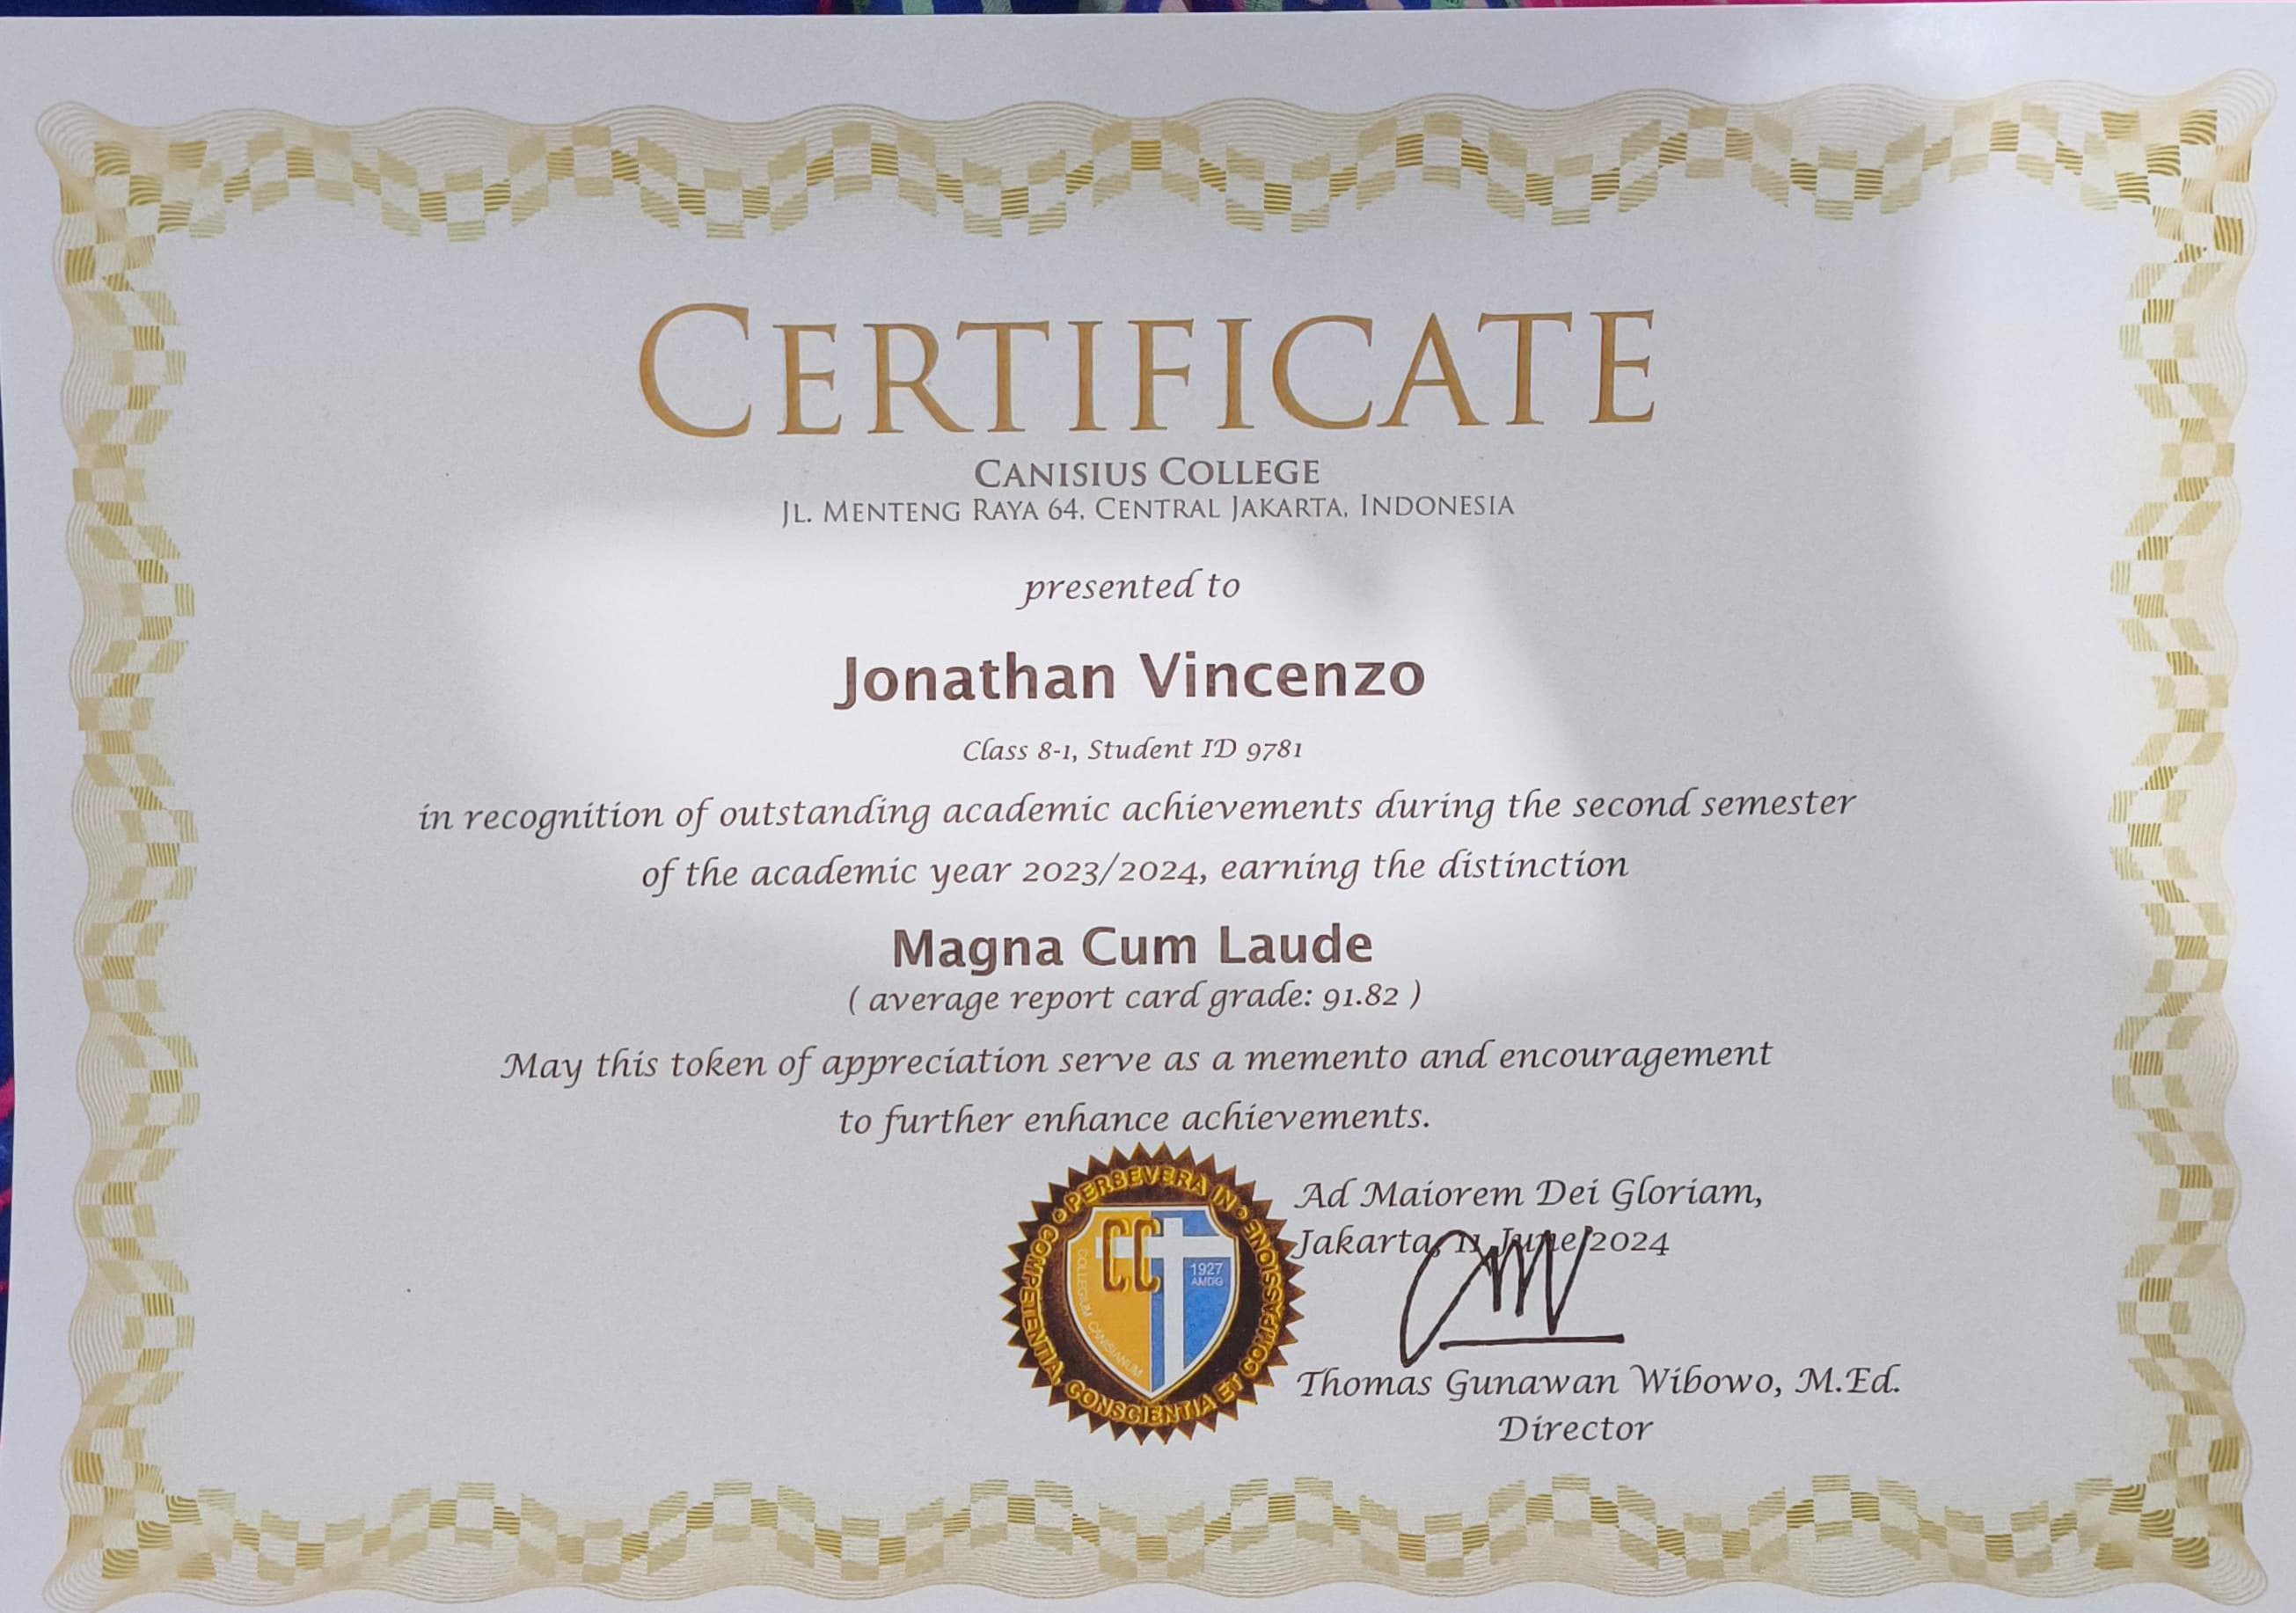 CERTIFICATE
CANISIUS COLLEGE
JL. MENTENG RAYA 64, CENTRAL JAKARTA, INDONESIA
presented to
Jonathan Vincenzo
Class 8-1, Student ID 9781
in recognition of outstanding academic achievements during the second semester
of the academic year 2023/2024, earning the distinction
Magna Cum Laude
( average report card grade: 91.82 )
May this token of appreciation serve as a memento and encouragement
to further enhance achievements.
PERSEVERA IN
COMPETENTIA, CONSCIENTIA ET COMPASSIONE
CC
1927
AMDG
COLLEGIUM CANISIANUM
Ad Maiorem Dei Gloriam,
Jakarta, 11 June 2024
Thomas Gunawan Wibowo, M.Ed.
Director